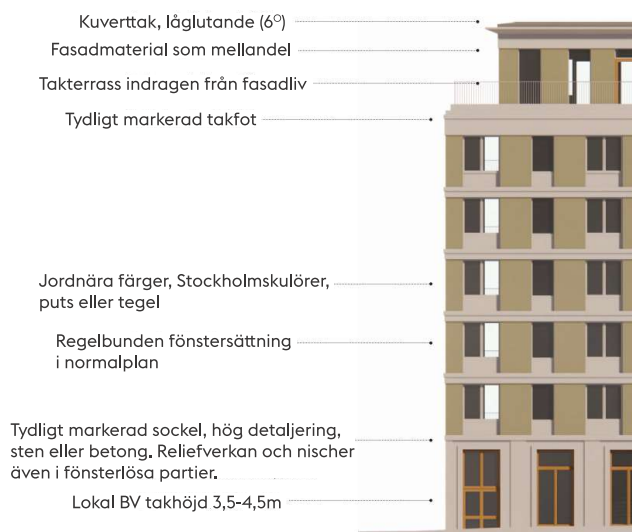 Kuverttak, låglutande (6°)
Fasadmaterial som mellandel
Takterrass indragen från fasadliv
Tydligt markerad takfot
Jordnära färger, Stockholmskulörer,
puts eller tegel
Regelbunden fönstersättning
i normalplan
Tydligt markerad sockel, hög detaljering,
sten eller betong. Reliefverkan och nischer
även i fönsterlösa partier.
Lokal BV takhöjd 3,5-4,5m